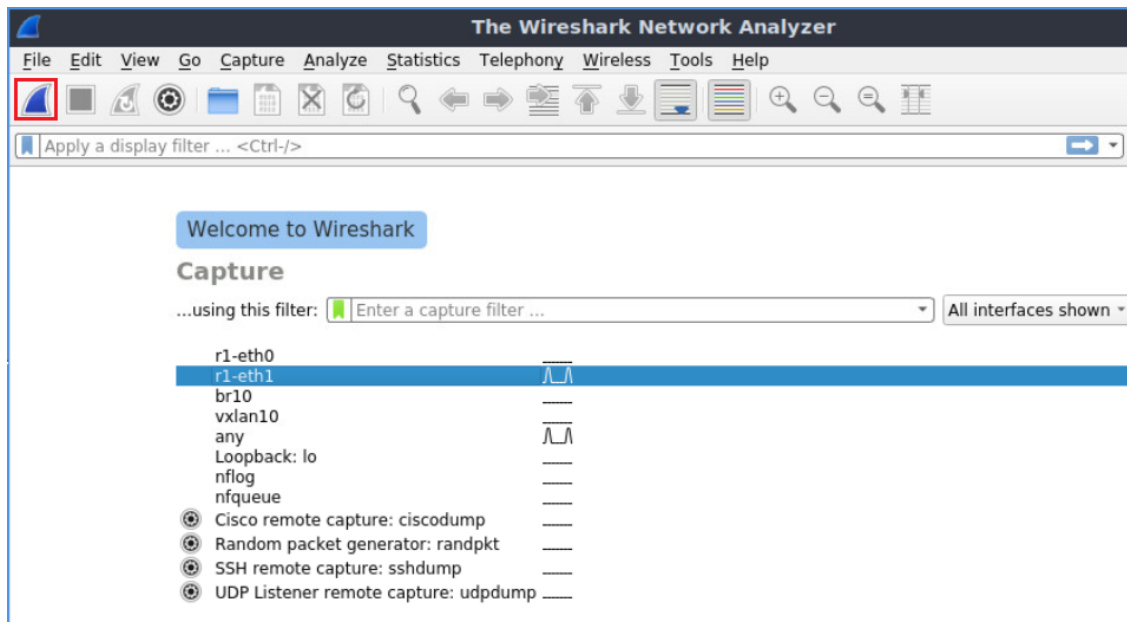 The Wireshark Network Analyzer
File Edit View Go Capture Analyze Statistics Telephony Wireless Tools Help
Apply a display filter ... <Ctrl-/>
Welcome to Wireshark
Capture
...using this filter: Enter a capture filter ... All interfaces shown
r1-eth0
r1-eth1
br10
vxlan10
any
Loopback: lo
nflog
nfqueue
Cisco remote capture: ciscodump
Random packet generator: randpkt
SSH remote capture: sshdump
UDP Listener remote capture: udpdump